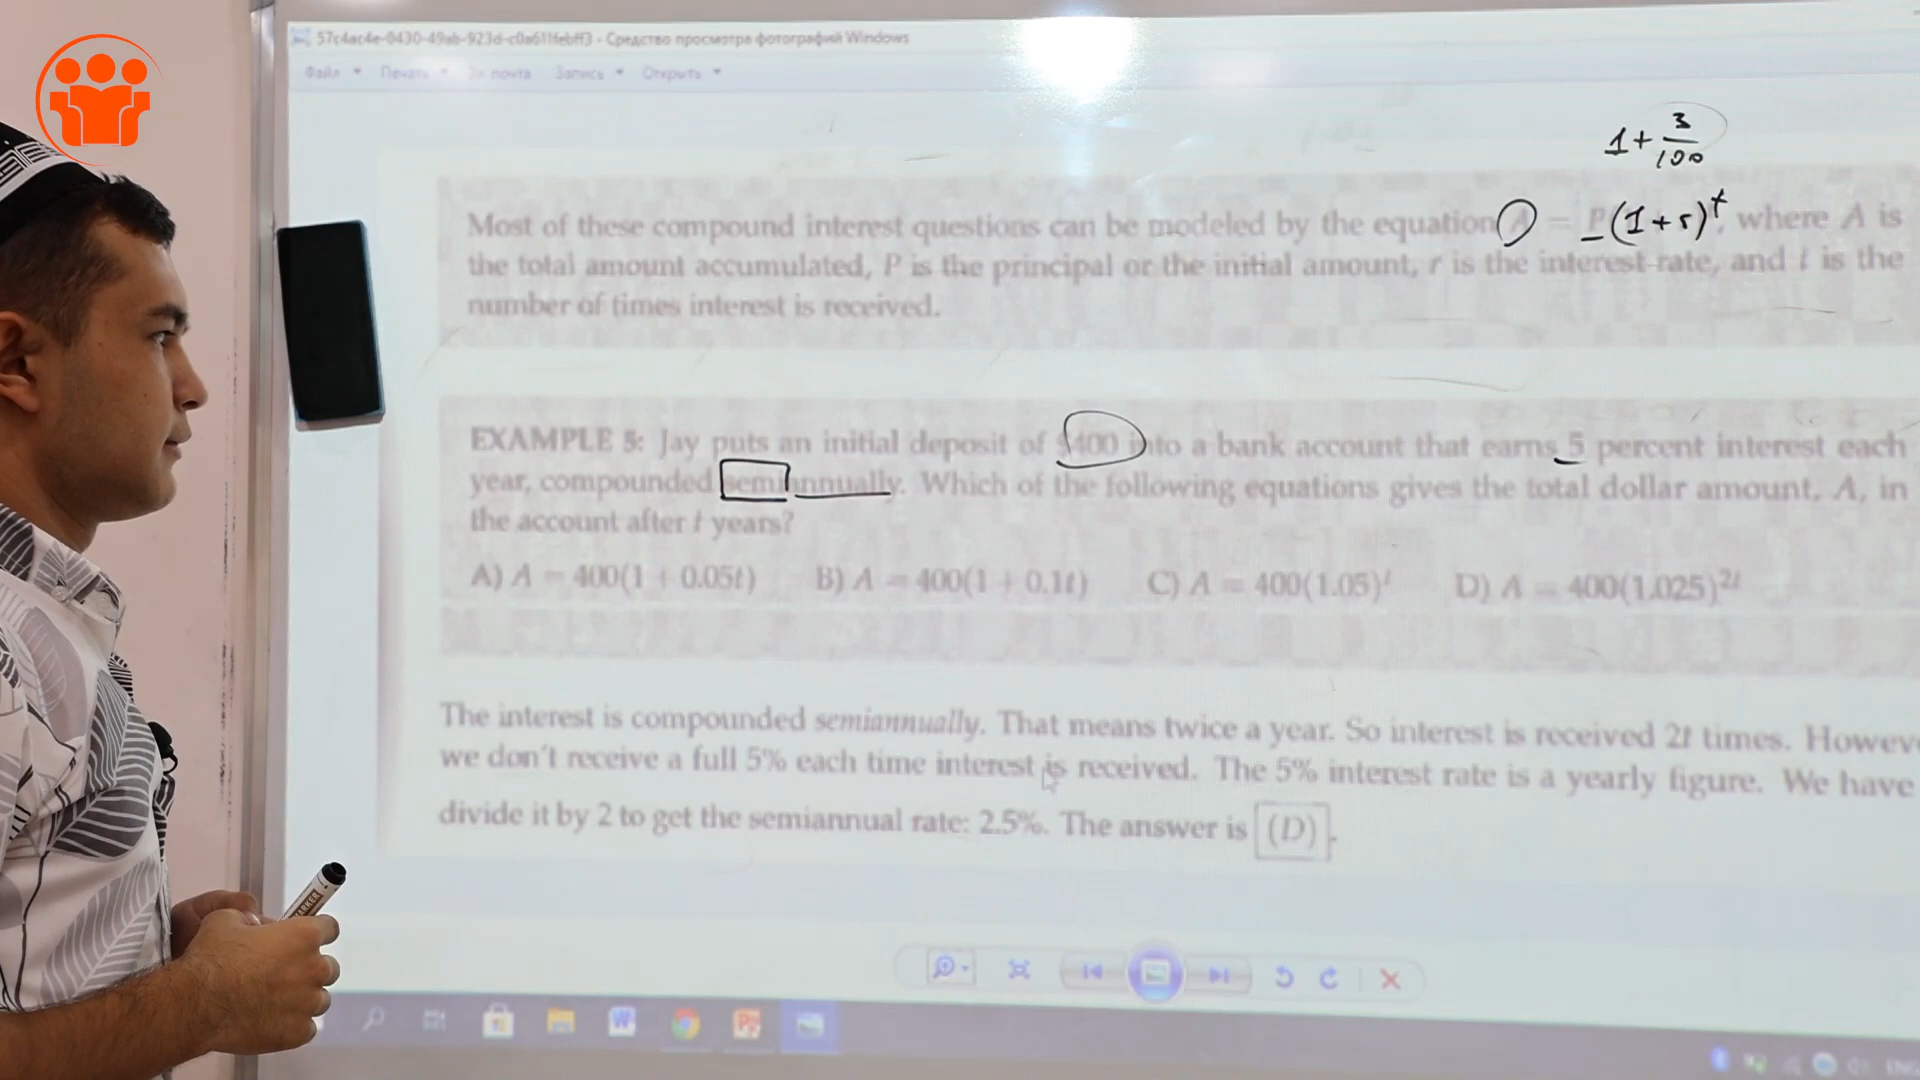 57c4ac4e-0430-49ab-923d-c0a611febff3 - Средство просмотра фотографий Windows
Файл Печать Эл. почта Запись Открыть
1 + 3/100
Most of these compound interest questions can be modeled by the equation A = P(1+r)^t, where A is
the total amount accumulated, P is the principal or the initial amount, r is the interest rate, and t is the
number of times interest is received.
EXAMPLE 5: Jay puts an initial deposit of $400 into a bank account that earns 5 percent interest each
year, compounded semiannually. Which of the following equations gives the total dollar amount, A, in
the account after t years?
A) A = 400(1 + 0.05t) B) A = 400(1 + 0.1t) C) A = 400(1.05)^t D) A = 400(1.025)^2t
The interest is compounded semiannually. That means twice a year. So interest is received 2t times. Howeve
we don't receive a full 5% each time interest is received. The 5% interest rate is a yearly figure. We have
divide it by 2 to get the semiannual rate: 2.5%. The answer is (D).
MARKER
ENG